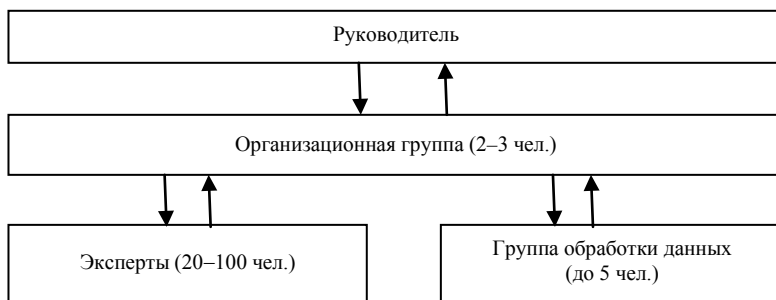 Руководитель
Организационная группа (2–3 чел.)
Эксперты (20–100 чел.)
Группа обработки данных
(до 5 чел.)